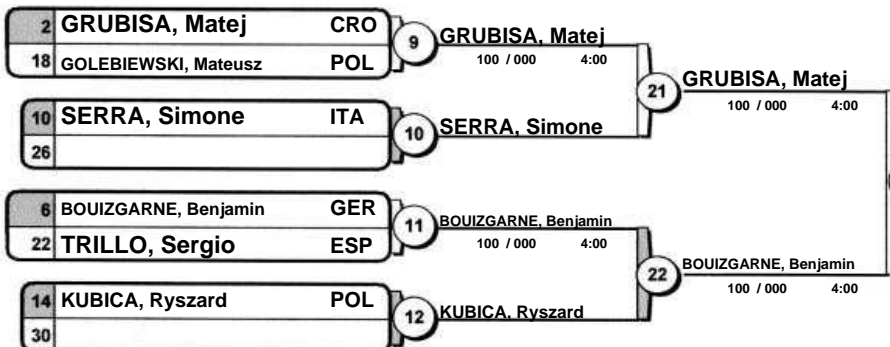 2 GRUBISA, Matej CRO
18 GOLEBIEWSKI, Mateusz POL
9
GRUBISA, Matej
100 / 000 4:00
10 SERRA, Simone ITA
26
10
SERRA, Simone
21
GRUBISA, Matej
100 / 000 4:00
6 BOUIZGARNE, Benjamin GER
22 TRILLO, Sergio ESP
11
BOUIZGARNE, Benjamin
100 / 000 4:00
14 KUBICA, Ryszard POL
30
12
KUBICA, Ryszard
22
BOUIZGARNE, Benjamin
100 / 000 4:00